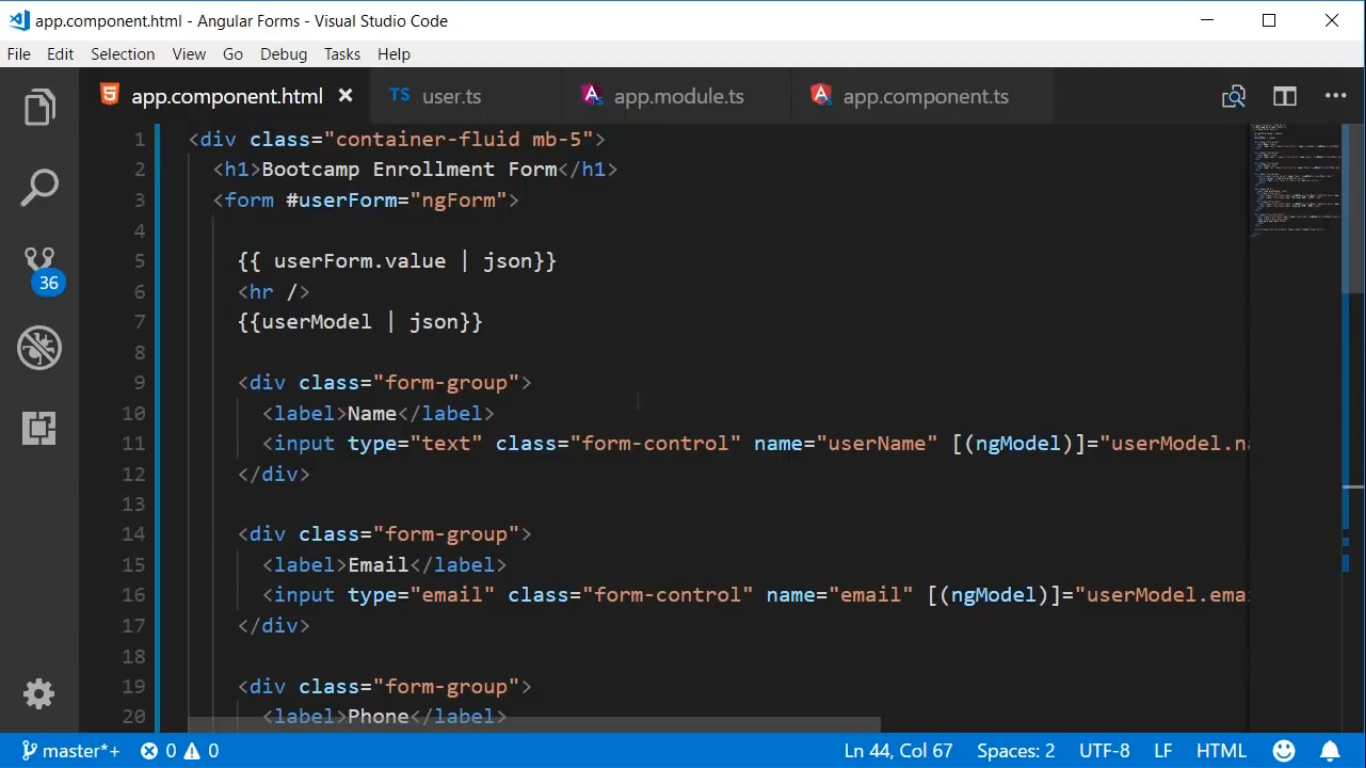 app.component.html - Angular Forms - Visual Studio Code
File Edit Selection View Go Debug Tasks Help
app.component.html TS user.ts app.module.ts app.component.ts
1 <div class="container-fluid mb-5">
2 <h1>Bootcamp Enrollment Form</h1>
3 <form #userForm="ngForm">
4
5 {{ userForm.value | json}}
6 <hr />
7 {{userModel | json}}
8
9 <div class="form-group">
10 <label>Name</label>
11 <input type="text" class="form-control" name="userName" [(ngModel)]="userModel.na
12 </div>
13
14 <div class="form-group">
15 <label>Email</label>
16 <input type="email" class="form-control" name="email" [(ngModel)]="userModel.ema
17 </div>
18
19 <div class="form-group">
20 <label>Phone</label>
36
master*+ 0 0 Ln 44, Col 67 Spaces: 2 UTF-8 LF HTML